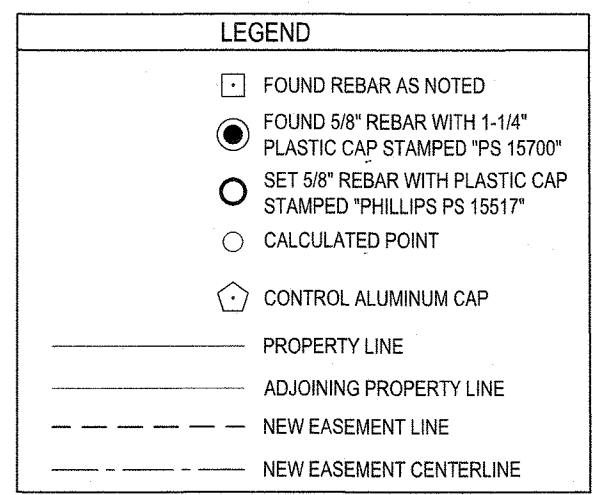 LEGEND
FOUND REBAR AS NOTED
FOUND 5/8" REBAR WITH 1-1/4"
PLASTIC CAP STAMPED "PS 15700"
SET 5/8" REBAR WITH PLASTIC CAP
STAMPED "PHILLIPS PS 15517"
CALCULATED POINT
CONTROL ALUMINUM CAP
PROPERTY LINE
ADJOINING PROPERTY LINE
NEW EASEMENT LINE
NEW EASEMENT CENTERLINE